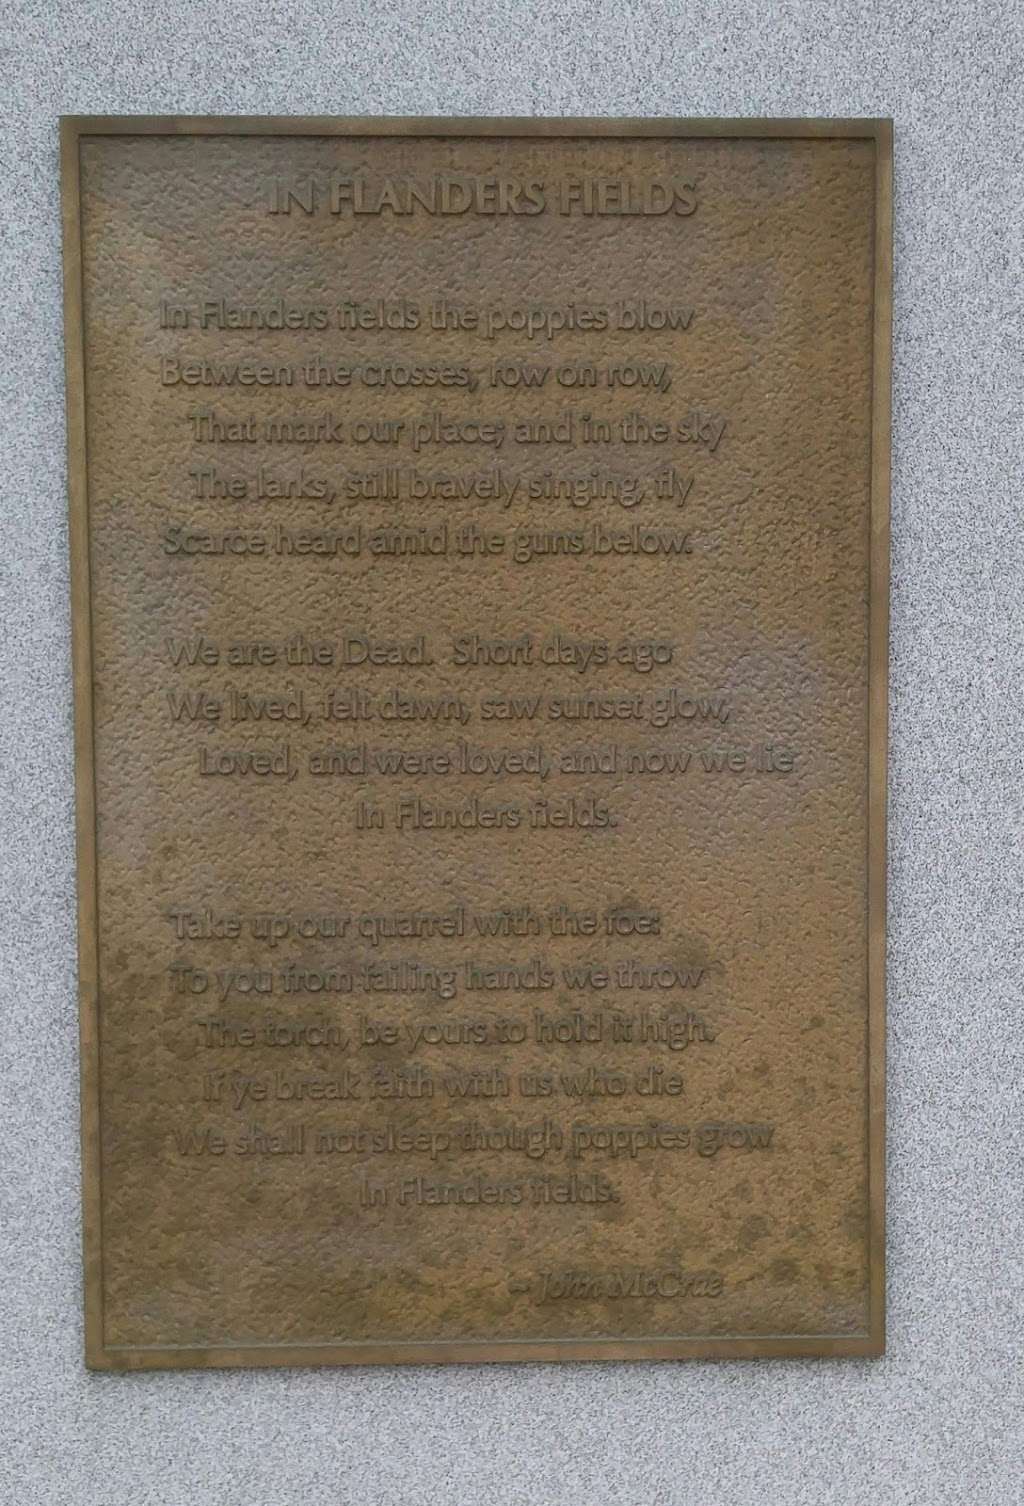 IN FLANDERS FIELDS
In Flanders fields the poppies blow
Between the crosses, row on row,
That mark our place; and in the sky
The larks, still bravely singing, fly
Scarce heard amid the guns below.
We are the Dead. Short days ago
We lived, felt dawn, saw sunset glow,
Loved, and were loved, and now we lie
In Flanders fields.
Take up our quarrel with the foe:
To you from failing hands we throw
The torch, be yours to hold it high.
If ye break faith with us who die
We shall not sleep though poppies grow
In Flanders fields.
~ John McCrae